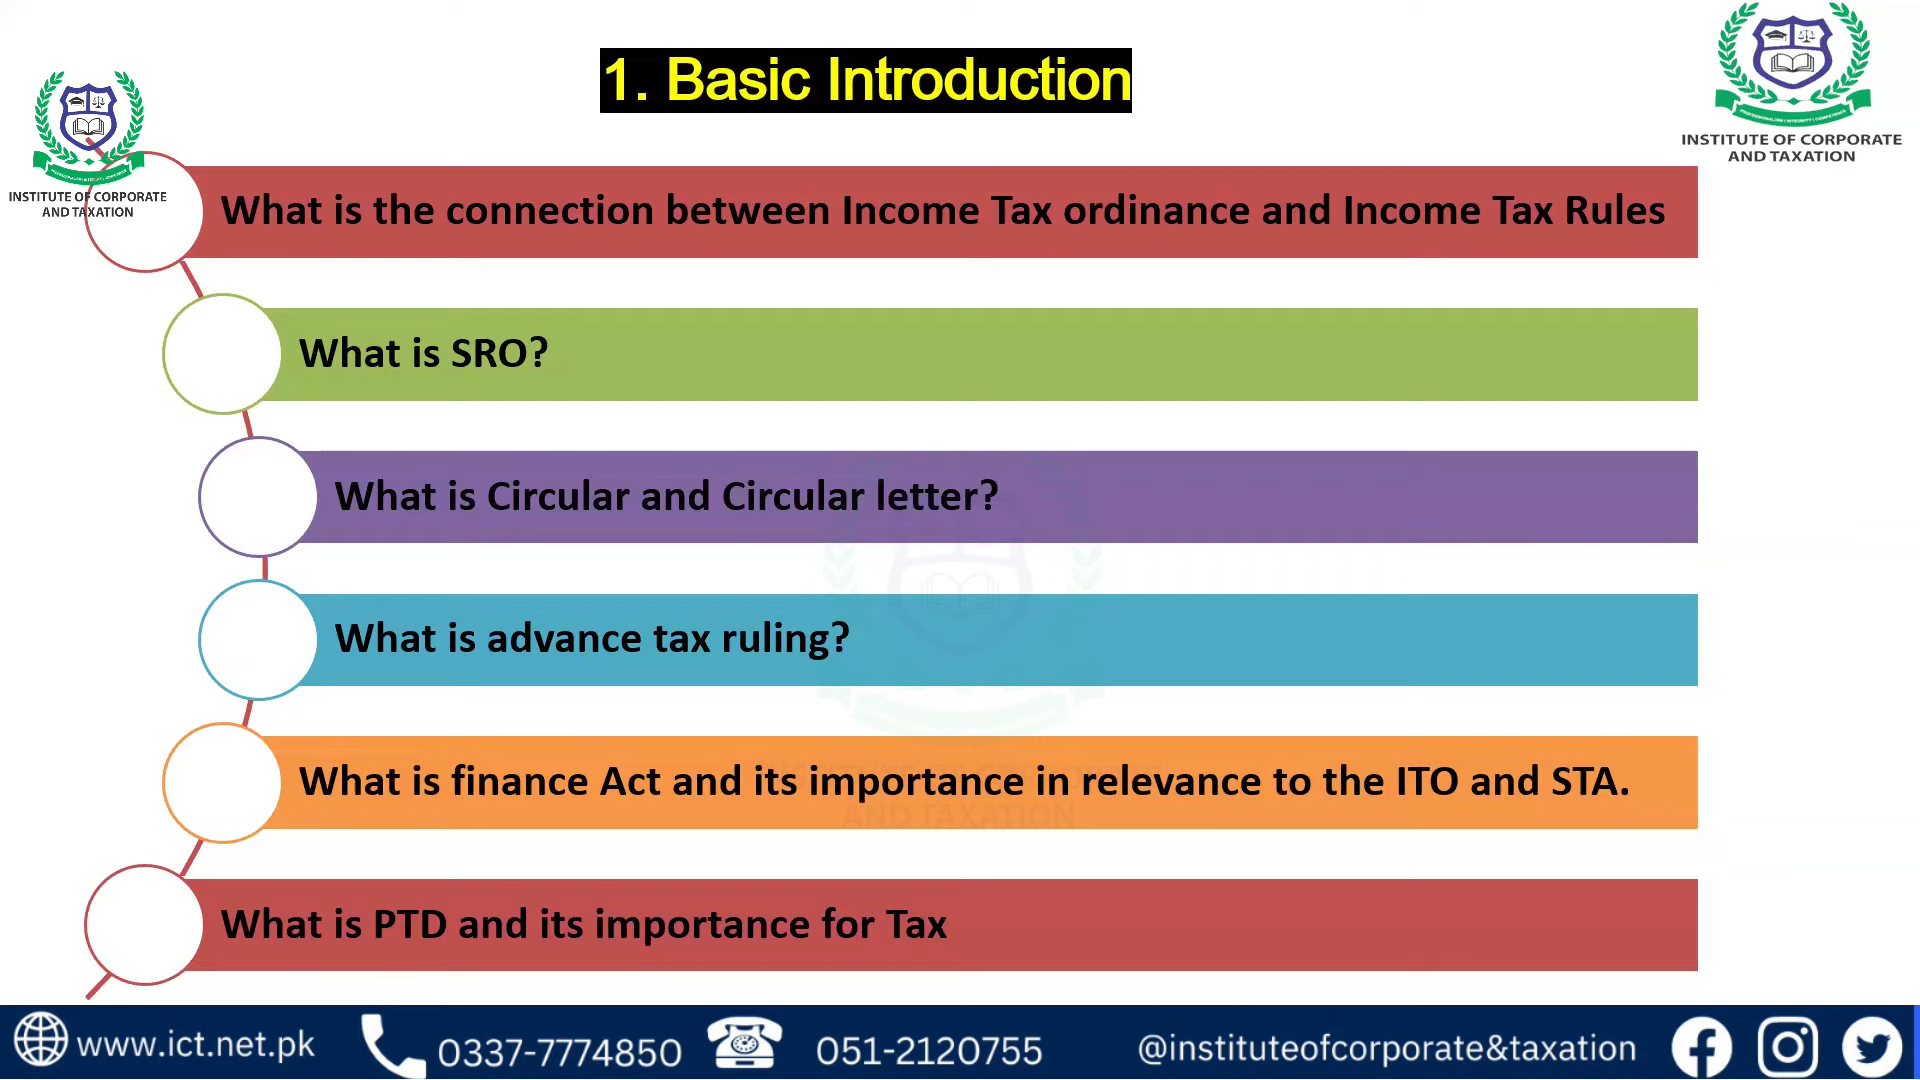 1. Basic Introduction
INSTITUTE OF CORPORATE
AND TAXATION
INSTITUTE OF CORPORATE
AND TAXATION
What is the connection between Income Tax ordinance and Income Tax Rules
What is SRO?
What is Circular and Circular letter?
What is advance tax ruling?
What is finance Act and its importance in relevance to the ITO and STA.
AND TAXATION
What is PTD and its importance for Tax
www.ict.net.pk
0337-7774850
051-2120755
@instituteofcorporate&taxation